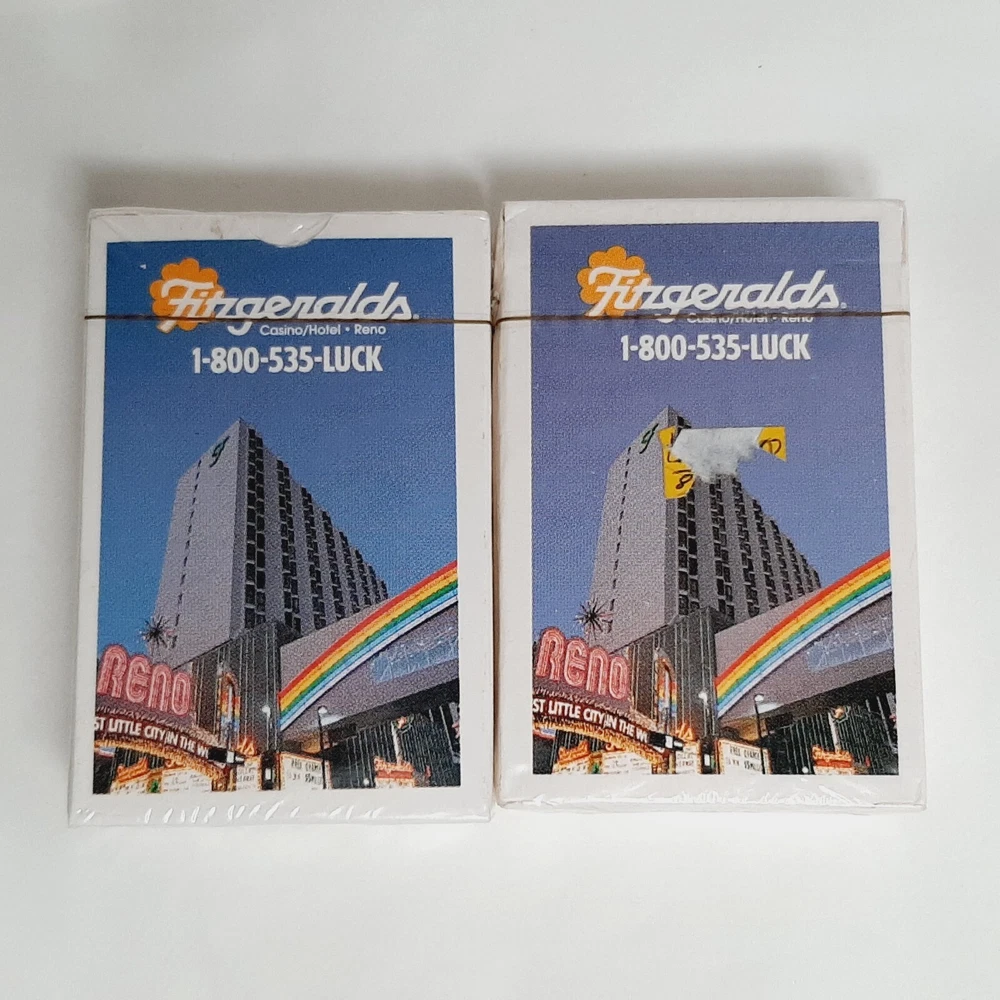 Fitzgeralds
Casino/Hotel • Reno
1-800-535-LUCK
RENO
ST LITTLE CITY IN THE W
Fitzgeralds
Casino/Hotel • Reno
1-800-535-LUCK
RENO
ST LITTLE CITY IN THE W